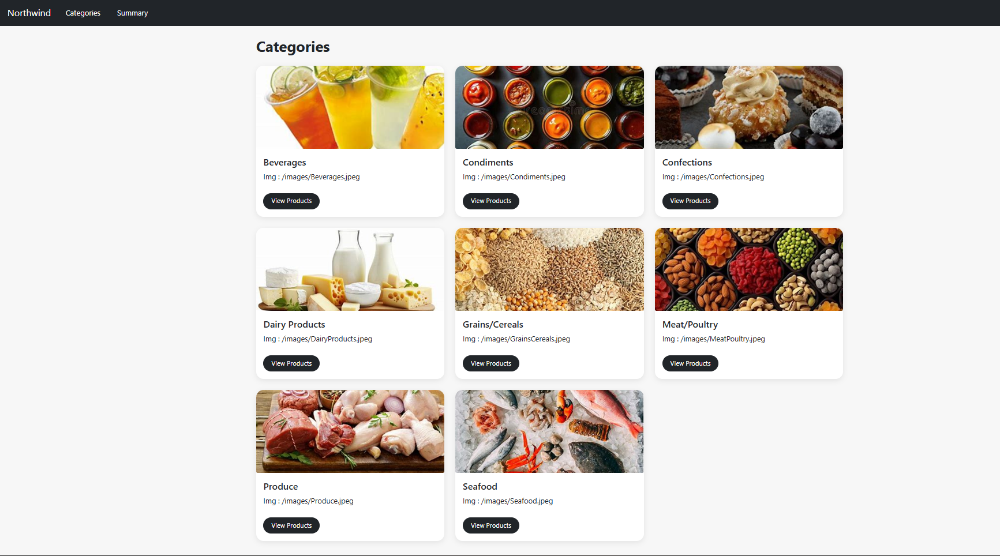 Northwind
Categories
Summary
Categories
Beverages
Img : /images/Beverages.jpeg
View Products
Condiments
Img : /images/Condiments.jpeg
View Products
Confections
Img : /images/Confections.jpeg
View Products
Dairy Products
Img : /images/DairyProducts.jpeg
View Products
Grains/Cereals
Img : /images/GrainsCereals.jpeg
View Products
Meat/Poultry
Img : /images/MeatPoultry.jpeg
View Products
Produce
Img : /images/Produce.jpeg
View Products
Seafood
Img : /images/Seafood.jpeg
View Products